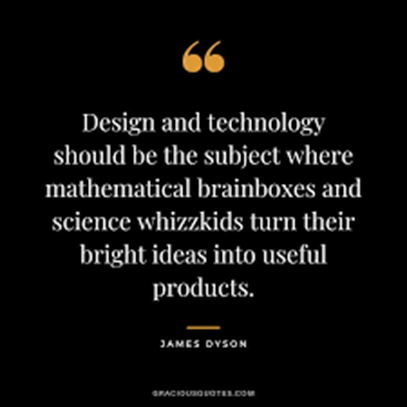 Design and technology
should be the subject where
mathematical brainboxes and
science whizzkids turn their
bright ideas into useful
products.
JAMES DYSON
GRACIOUSQUOTES.COM